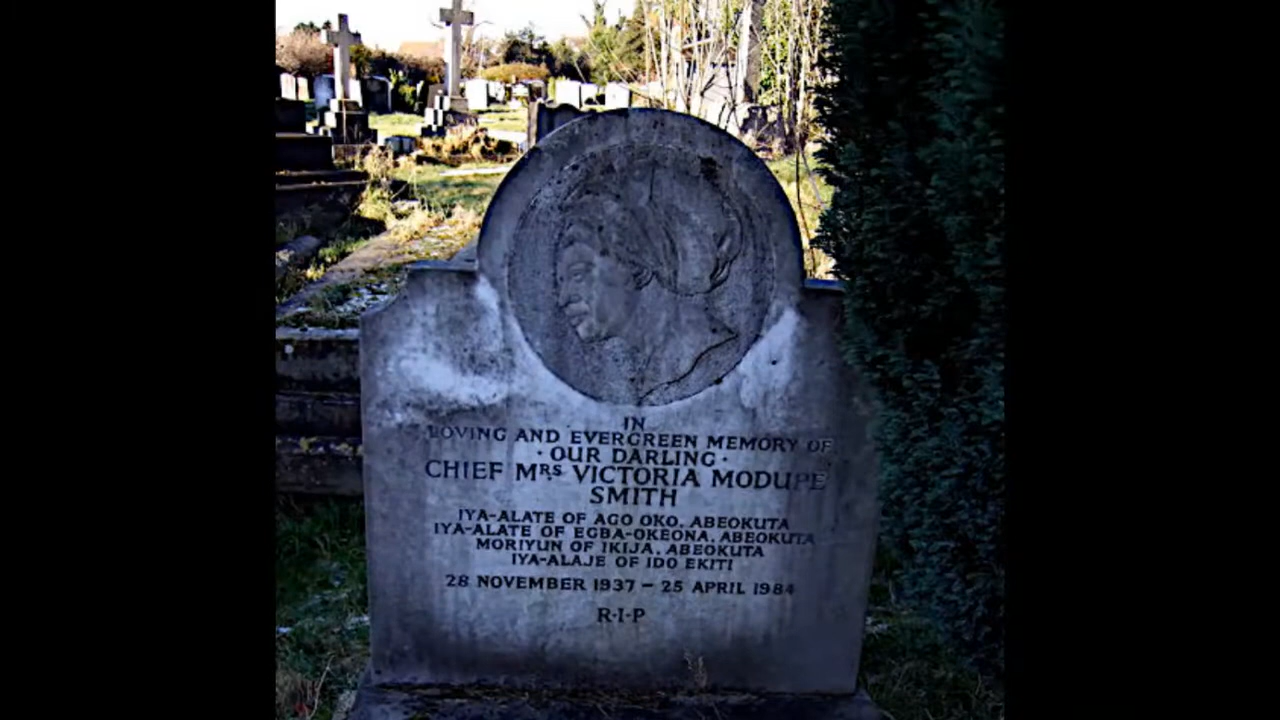 IN
LOVING AND EVERGREEN MEMORY OF
· OUR DARLING ·
CHIEF MRS VICTORIA MODUPE
SMITH
IYA-ALATE OF AGO OKO, ABEOKUTA
IYA-ALATE OF EGBA-OKEONA, ABEOKUTA
MORIYUN OF IKIJA, ABEOKUTA
IYA-ALAJE OF IDO EKITI
28 NOVEMBER 1937 – 25 APRIL 1984
R·I·P